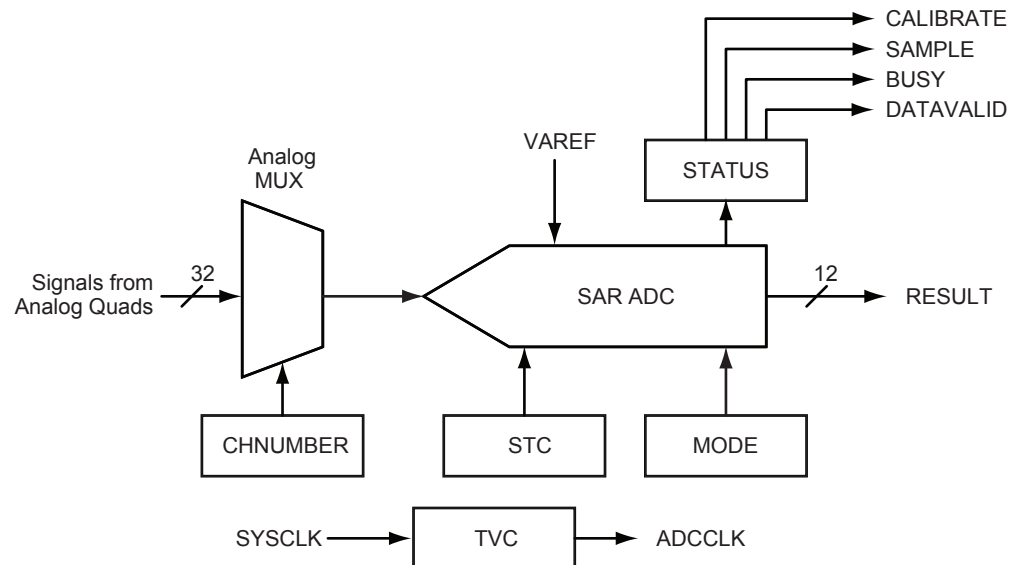 CALIBRATE
SAMPLE
BUSY
DATAVALID
VAREF
STATUS
Analog
MUX
32
Signals from
Analog Quads
SAR ADC
12
RESULT
CHNUMBER
STC
MODE
SYSCLK
TVC
ADCCLK